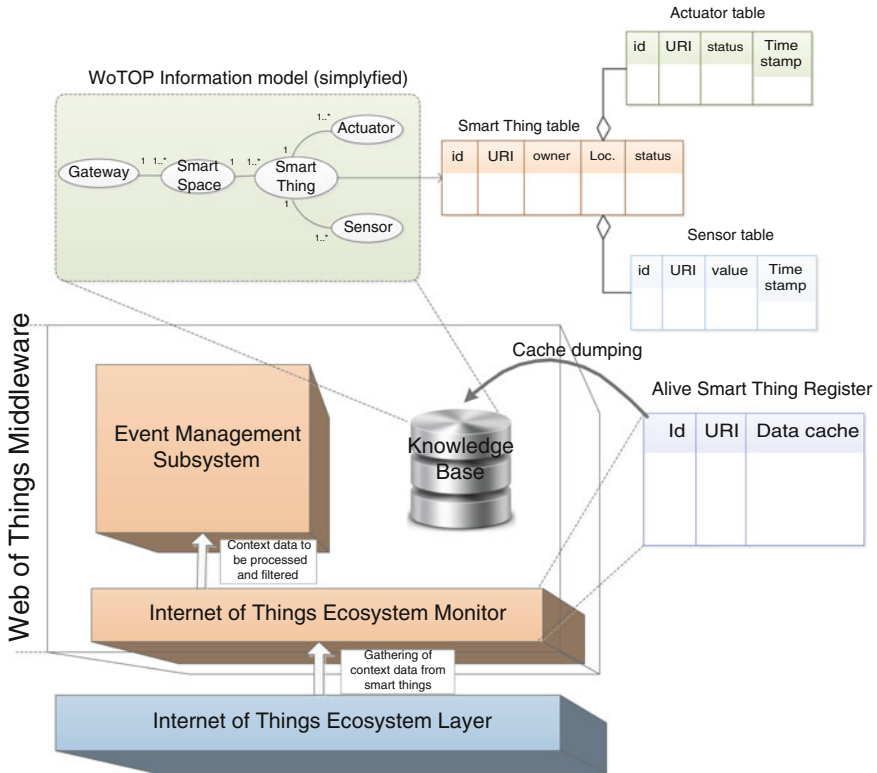 Actuator table
id URI status Time
stamp
WoTOP Information model (simplyfied)
1..*
Actuator
1
Gateway 1 1..* Smart
Space 1 1..* Smart
Thing
1
1..*
Sensor
Smart Thing table
id URI owner Loc. status
Sensor table
id URI value Time
stamp
Web of Things Middleware
Cache dumping
Alive Smart Thing Register
Id URI Data cache
Event Management
Subsystem
Knowledge
Base
Context data to
be processed
and filtered
Internet of Things Ecosystem Monitor
Gathering of
context data from
smart things
Internet of Things Ecosystem Layer